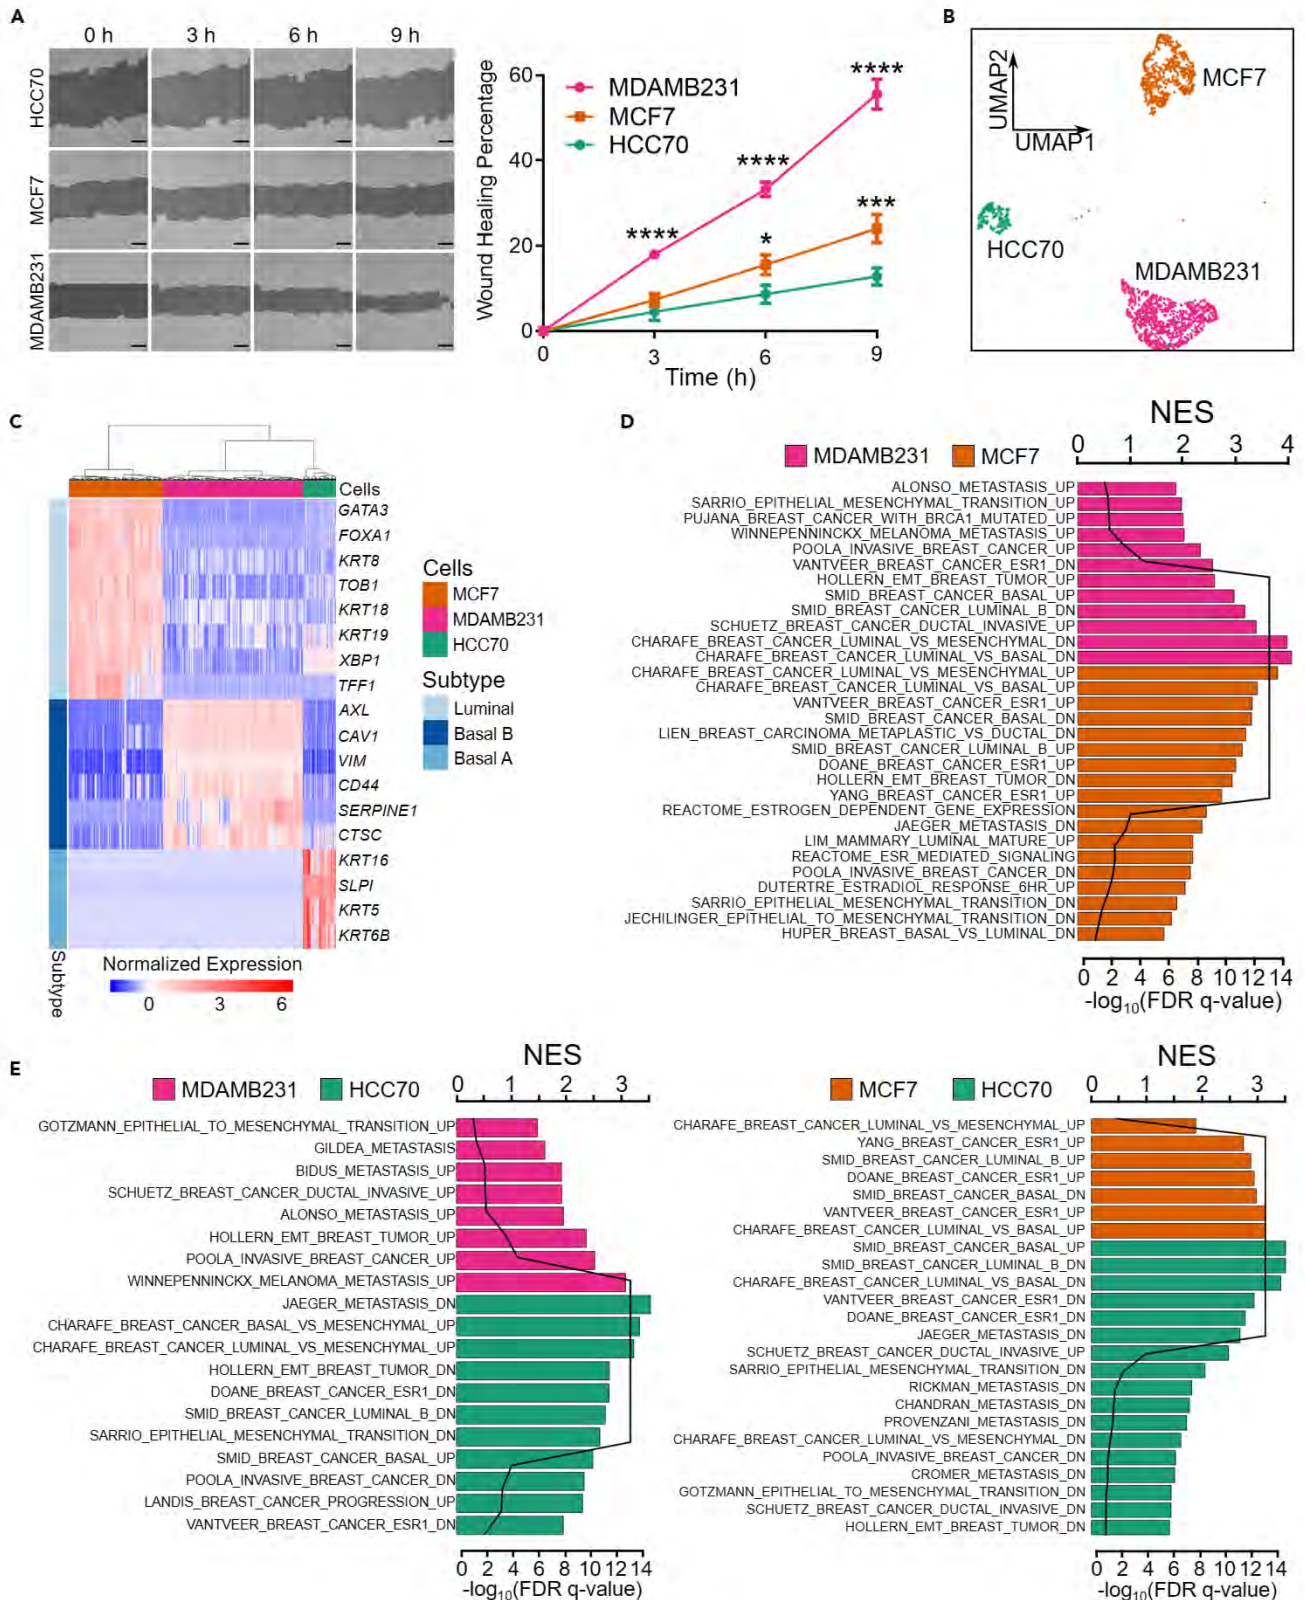 A
0 h
3 h
6 h
9 h
HCC70
MCF7
MDAMB231
Wound Healing Percentage
60
40
20
0
MDAMB231
MCF7
HCC70
****
****
****
*
***
0
3
6
9
Time (h)
B
UMAP2
UMAP1
MCF7
HCC70
MDAMB231
C
Cells
GATA3
FOXA1
KRT8
TOB1
KRT18
KRT19
XBP1
TFF1
AXL
CAV1
VIM
CD44
SERPINE1
CTSC
KRT16
SLPI
KRT5
KRT6B
Subtype
Normalized Expression
0
3
6
Cells
MCF7
MDAMB231
HCC70
Subtype
Luminal
Basal B
Basal A
D
NES
MDAMB231
MCF7
0 1 2 3 4
ALONSO_METASTASIS_UP
SARRIO_EPITHELIAL_MESENCHYMAL_TRANSITION_UP
PUJANA_BREAST_CANCER_WITH_BRCA1_MUTATED_UP
WINNEPENNINCKX_MELANOMA_METASTASIS_UP
POOLA_INVASIVE_BREAST_CANCER_UP
VANTVEER_BREAST_CANCER_ESR1_DN
HOLLERN_EMT_BREAST_TUMOR_UP
SMID_BREAST_CANCER_BASAL_UP
SMID_BREAST_CANCER_LUMINAL_B_DN
SCHUETZ_BREAST_CANCER_DUCTAL_INVASIVE_UP
CHARAFE_BREAST_CANCER_LUMINAL_VS_MESENCHYMAL_DN
CHARAFE_BREAST_CANCER_LUMINAL_VS_BASAL_DN
CHARAFE_BREAST_CANCER_LUMINAL_VS_MESENCHYMAL_UP
CHARAFE_BREAST_CANCER_LUMINAL_VS_BASAL_UP
VANTVEER_BREAST_CANCER_ESR1_UP
SMID_BREAST_CANCER_BASAL_DN
LIEN_BREAST_CARCINOMA_METAPLASTIC_VS_DUCTAL_DN
SMID_BREAST_CANCER_LUMINAL_B_UP
DOANE_BREAST_CANCER_ESR1_UP
HOLLERN_EMT_BREAST_TUMOR_DN
YANG_BREAST_CANCER_ESR1_UP
REACTOME_ESTROGEN_DEPENDENT_GENE_EXPRESSION
JAEGER_METASTASIS_DN
LIM_MAMMARY_LUMINAL_MATURE_UP
REACTOME_ESR_MEDIATED_SIGNALING
POOLA_INVASIVE_BREAST_CANCER_DN
DUTERTRE_ESTRADIOL_RESPONSE_6HR_UP
SARRIO_EPITHELIAL_MESENCHYMAL_TRANSITION_DN
JECHLINGER_EPITHELIAL_TO_MESENCHYMAL_TRANSITION_DN
HUPER_BREAST_BASAL_VS_LUMINAL_DN
0 2 4 6 8 10 12 14
-log10(FDR q-value)
E
NES
MDAMB231
HCC70
0 1 2 3
GOTZMANN_EPITHELIAL_TO_MESENCHYMAL_TRANSITION_UP
GILDEA_METASTASIS
BIDUS_METASTASIS_UP
SCHUETZ_BREAST_CANCER_DUCTAL_INVASIVE_UP
ALONSO_METASTASIS_UP
HOLLERN_EMT_BREAST_TUMOR_UP
POOLA_INVASIVE_BREAST_CANCER_UP
WINNEPENNINCKX_MELANOMA_METASTASIS_UP
JAEGER_METASTASIS_DN
CHARAFE_BREAST_CANCER_BASAL_VS_MESENCHYMAL_UP
CHARAFE_BREAST_CANCER_LUMINAL_VS_MESENCHYMAL_UP
HOLLERN_EMT_BREAST_TUMOR_DN
DOANE_BREAST_CANCER_ESR1_DN
SMID_BREAST_CANCER_LUMINAL_B_DN
SARRIO_EPITHELIAL_MESENCHYMAL_TRANSITION_DN
SMID_BREAST_CANCER_BASAL_UP
POOLA_INVASIVE_BREAST_CANCER_DN
LANDIS_BREAST_CANCER_PROGRESSION_UP
VANTVEER_BREAST_CANCER_ESR1_DN
0 2 4 6 8 10 12 14
-log10(FDR q-value)
NES
MCF7
HCC70
0 1 2 3
CHARAFE_BREAST_CANCER_LUMINAL_VS_MESENCHYMAL_UP
YANG_BREAST_CANCER_ESR1_UP
SMID_BREAST_CANCER_LUMINAL_B_UP
DOANE_BREAST_CANCER_ESR1_UP
SMID_BREAST_CANCER_BASAL_DN
VANTVEER_BREAST_CANCER_ESR1_UP
CHARAFE_BREAST_CANCER_LUMINAL_VS_BASAL_UP
SMID_BREAST_CANCER_BASAL_UP
SMID_BREAST_CANCER_LUMINAL_B_DN
CHARAFE_BREAST_CANCER_LUMINAL_VS_BASAL_DN
VANTVEER_BREAST_CANCER_ESR1_DN
DOANE_BREAST_CANCER_ESR1_DN
JAEGER_METASTASIS_DN
SCHUETZ_BREAST_CANCER_DUCTAL_INVASIVE_UP
SARRIO_EPITHELIAL_MESENCHYMAL_TRANSITION_DN
RICKMAN_METASTASIS_DN
CHANDRAN_METASTASIS_DN
PROVENZANI_METASTASIS_DN
CHARAFE_BREAST_CANCER_LUMINAL_VS_MESENCHYMAL_DN
POOLA_INVASIVE_BREAST_CANCER_DN
CROMER_METASTASIS_DN
GOTZMANN_EPITHELIAL_TO_MESENCHYMAL_TRANSITION_DN
SCHUETZ_BREAST_CANCER_DUCTAL_INVASIVE_DN
HOLLERN_EMT_BREAST_TUMOR_DN
0 2 4 6 8 10 12 14
-log10(FDR q-value)